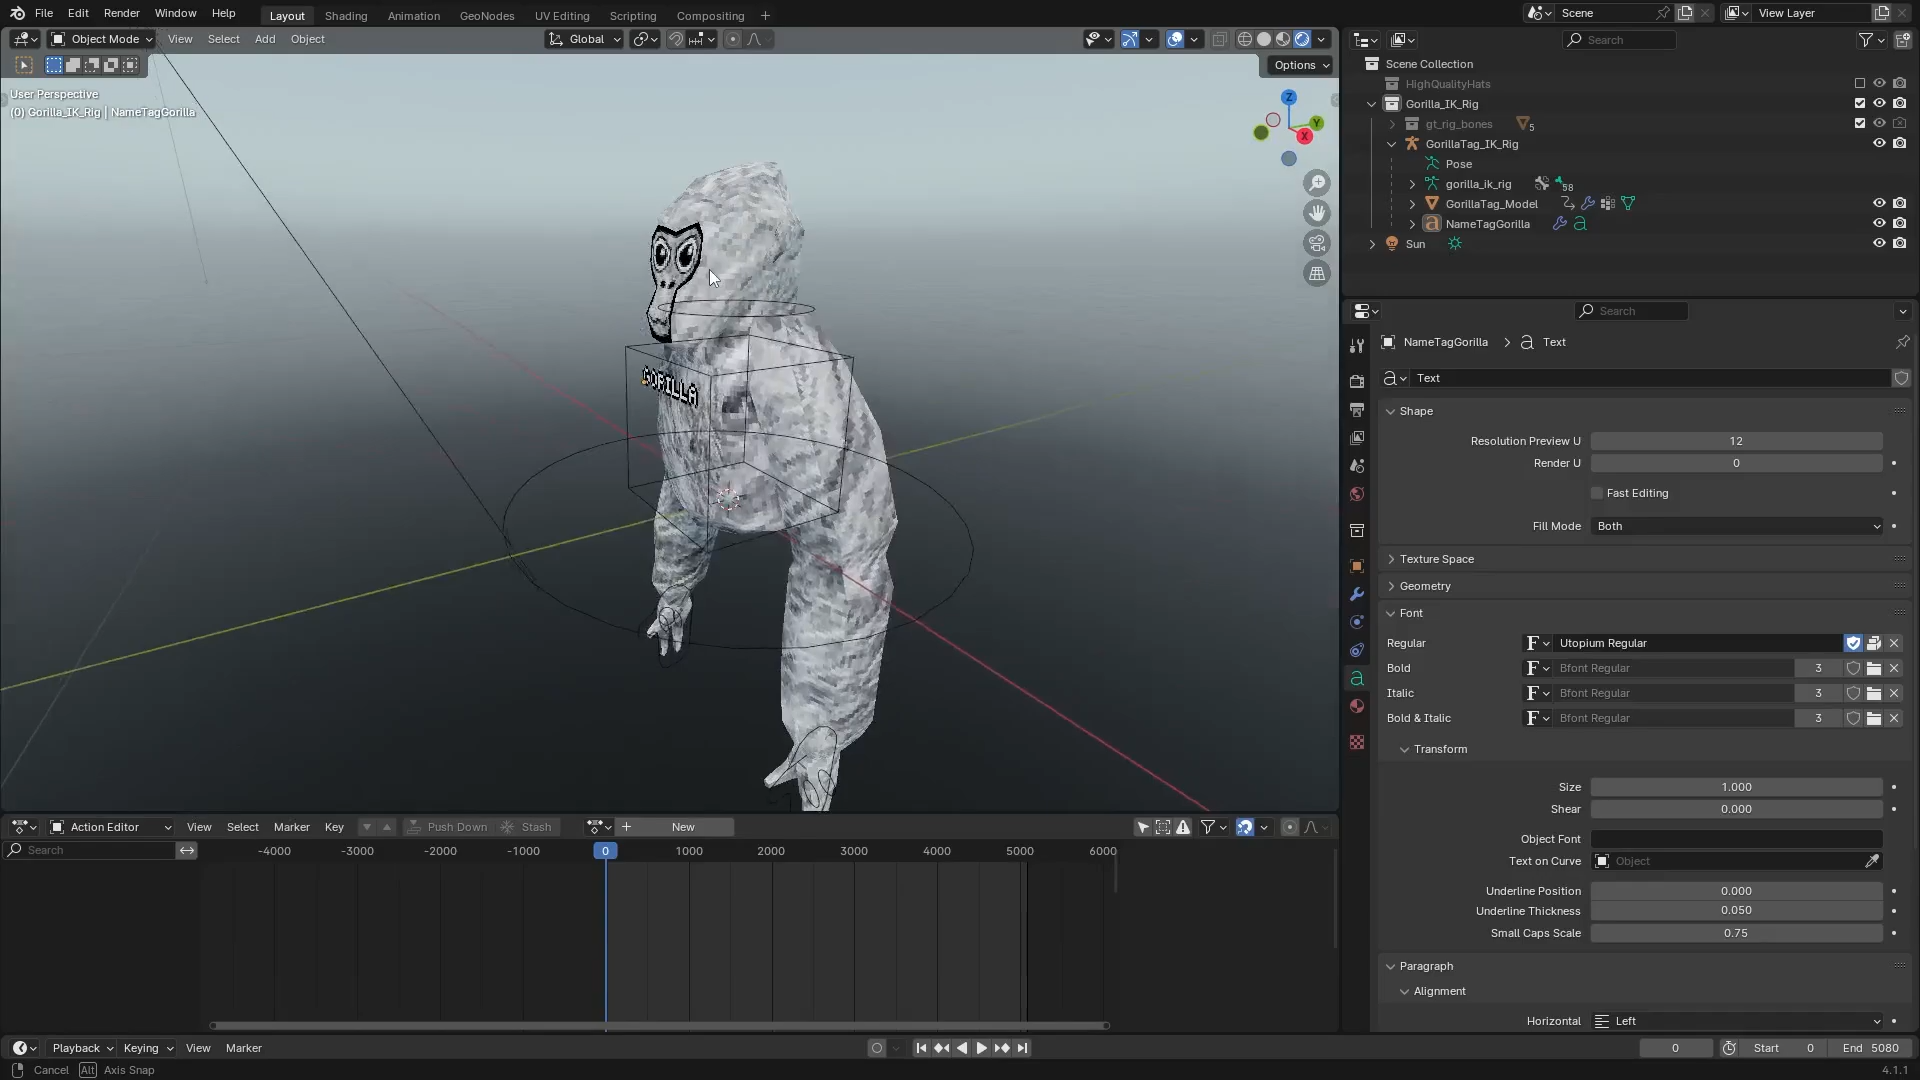 File Edit Render Window Help Layout Shading Animation GeoNodes UV Editing Scripting Compositing + Scene View Layer
Object Mode View Select Add Object Global Search
Options
User Perspective
(0) Gorilla_IK_Rig | NameTagGorilla
Z
Y
X
GORILLA
Scene Collection
HighQualityHats
Gorilla_IK_Rig
gt_rig_bones 5
GorillaTag_IK_Rig
Pose
gorilla_ik_rig 58
GorillaTag_Model
NameTagGorilla
Sun
Search
NameTagGorilla > Text
Text
Shape
Resolution Preview U 12
Render U 0
Fast Editing
Fill Mode Both
Texture Space
Geometry
Font
Regular F Utopium Regular
Bold F Bfont Regular 3
Italic F Bfont Regular 3
Bold & Italic F Bfont Regular 3
Transform
Size 1.000
Shear 0.000
Object Font
Text on Curve Object
Underline Position 0.000
Underline Thickness 0.050
Small Caps Scale 0.75
Paragraph
Alignment
Horizontal Left
Action Editor View Select Marker Key Push Down Stash + New
Search -4000 -3000 -2000 -1000 0 1000 2000 3000 4000 5000 6000
Playback Keying View Marker 0 Start 0 End 5080
Cancel Alt Axis Snap 4.1.1